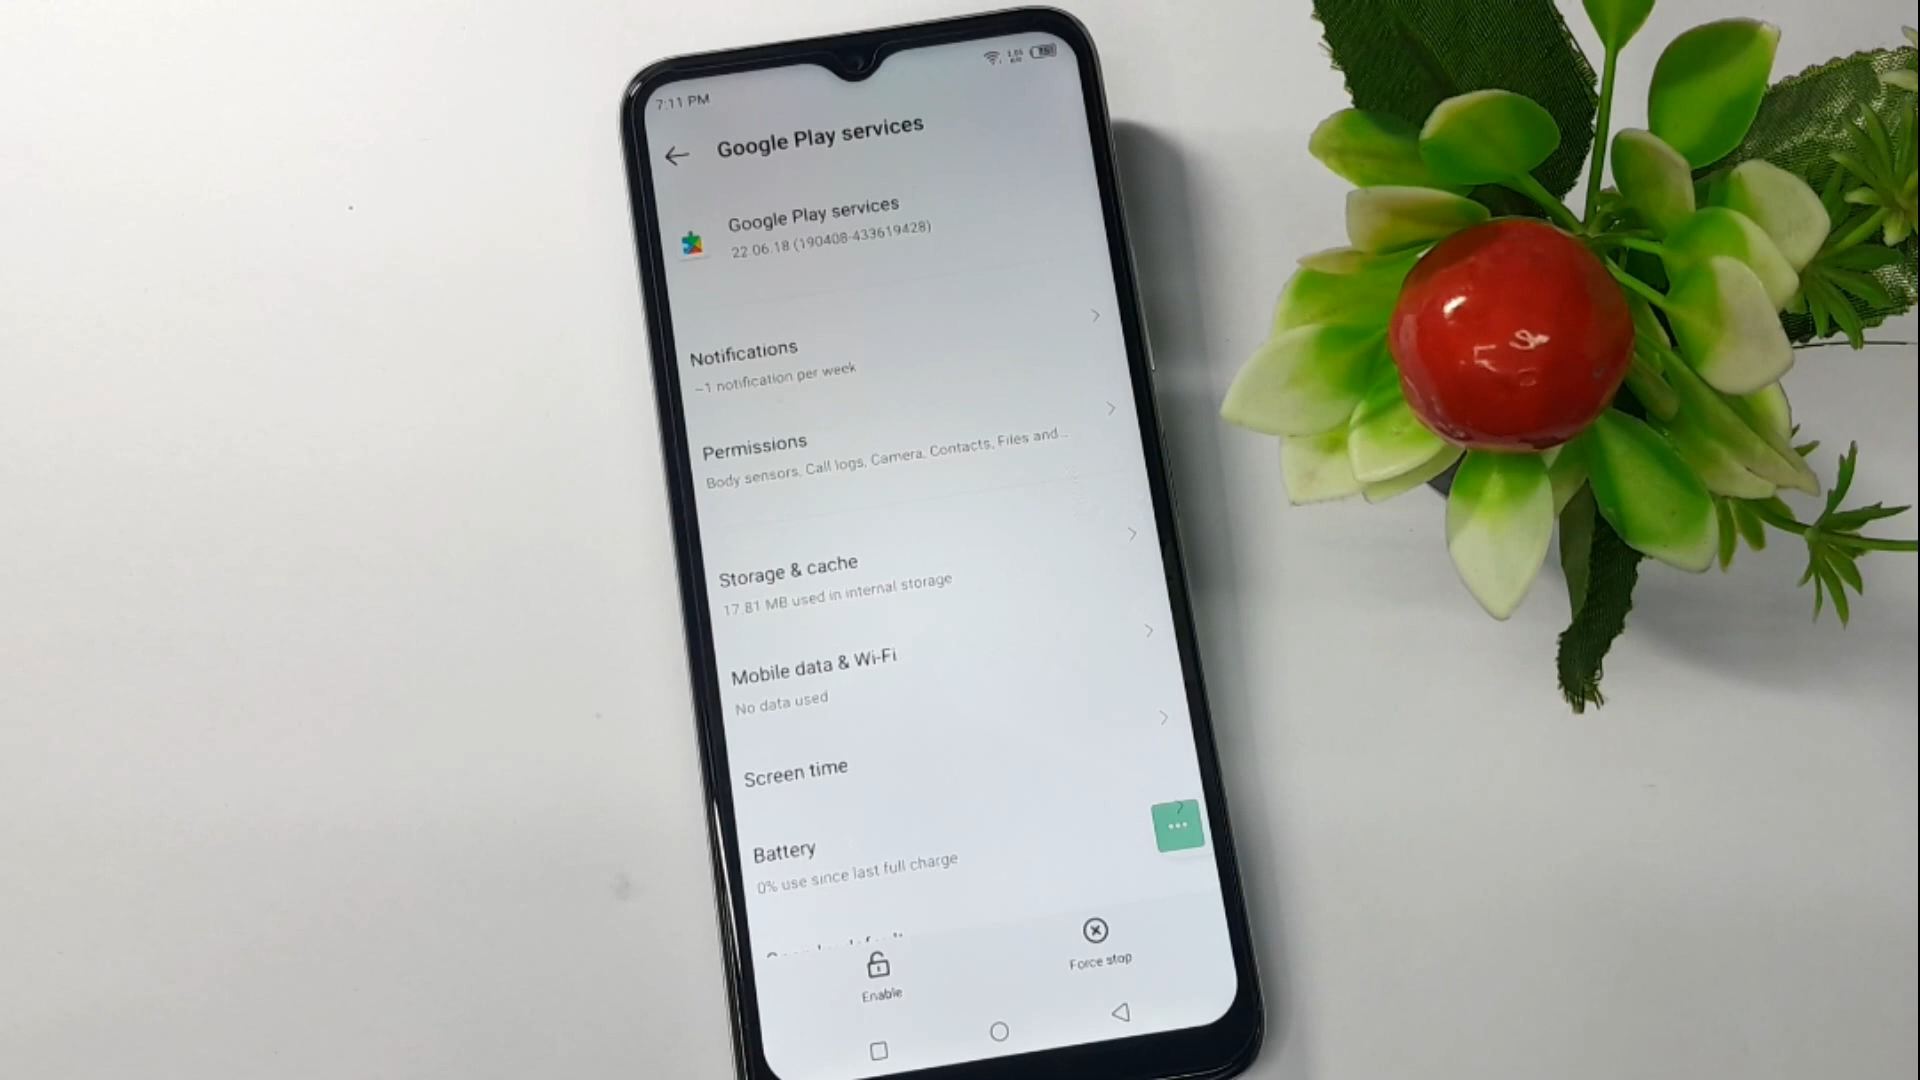 7:11 PM
Google Play services
Google Play services
22.06.18 (190408-433619428)
Notifications
~1 notification per week
Permissions
Body sensors, Call logs, Camera, Contacts, Files and...
Storage & cache
17.81 MB used in internal storage
Mobile data & Wi-Fi
No data used
Screen time
Battery
0% use since last full charge
Enable
Force stop